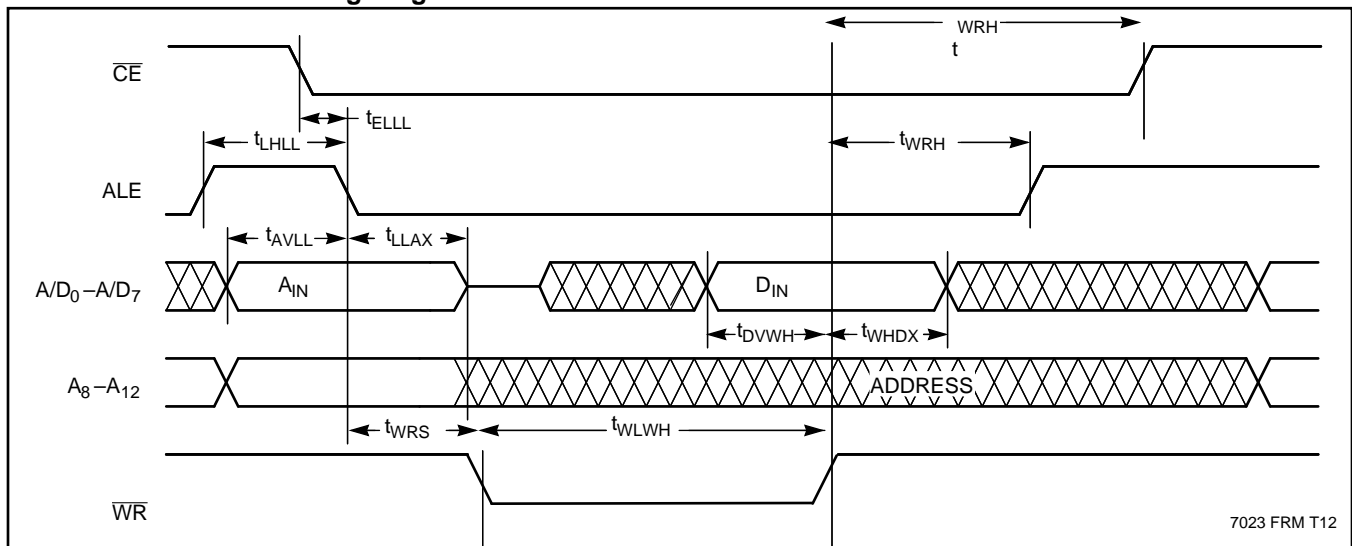 WRH
t
CE
tELLL
tLHLL
tWRH
ALE
tAVLL
tLLAX
A/D0–A/D7
AIN
DIN
tDVWH
tWHDX
A8–A12
ADDRESS
tWRS
tWLWH
WR
7023 FRM T12